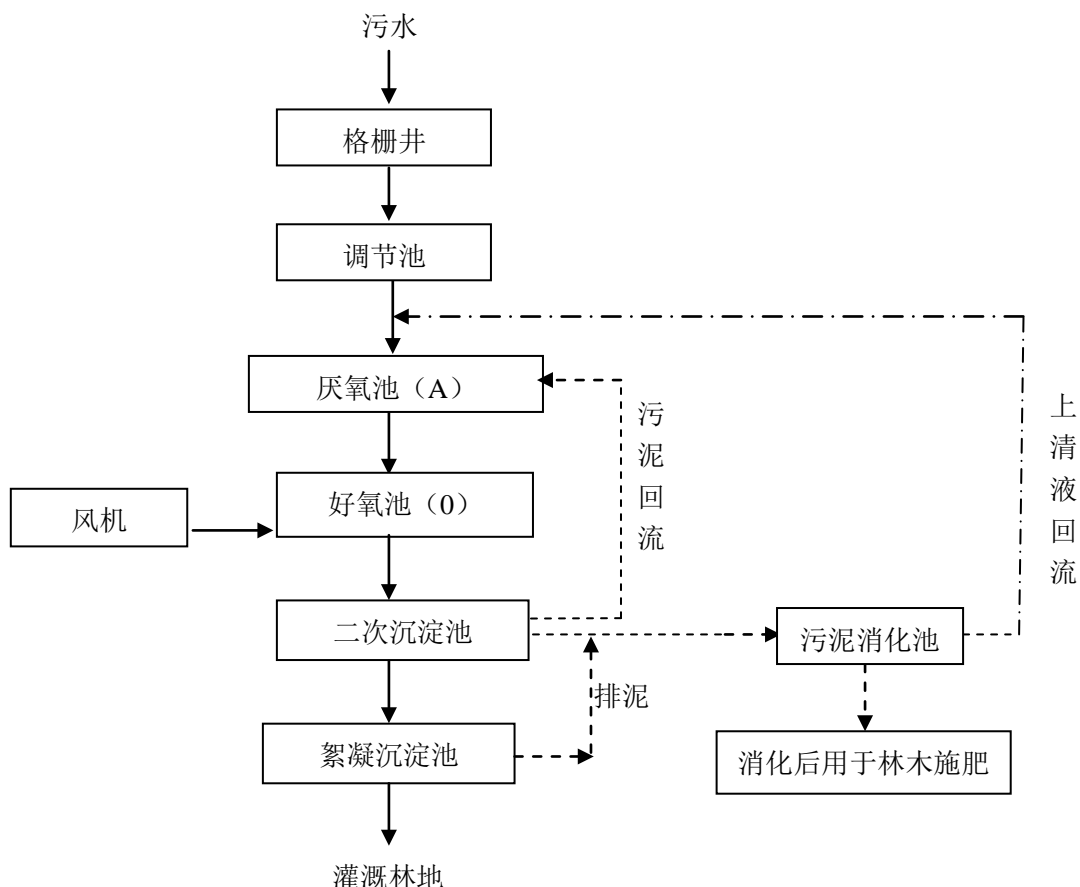 污水
格栅井
调节池
厌氧池（A）
污泥回流
上清液回流
好氧池（0）
风机
二次沉淀池
污泥消化池
排泥
絮凝沉淀池
消化后用于林木施肥
灌溉林地